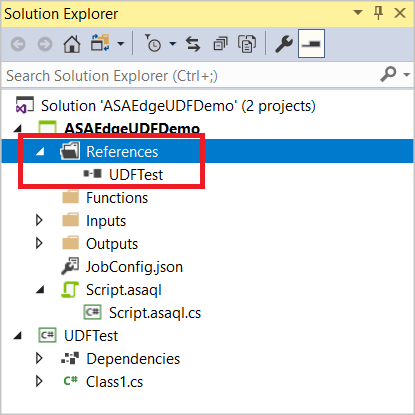 Solution Explorer
Search Solution Explorer (Ctrl+;)
Solution 'ASAEdgeUDFDemo' (2 projects)
ASAEdgeUDFDemo
References
UDFTest
Functions
Inputs
Outputs
JobConfig.json
Script.asaql
C# Script.asaql.cs
C# UDFTest
Dependencies
C# Class1.cs